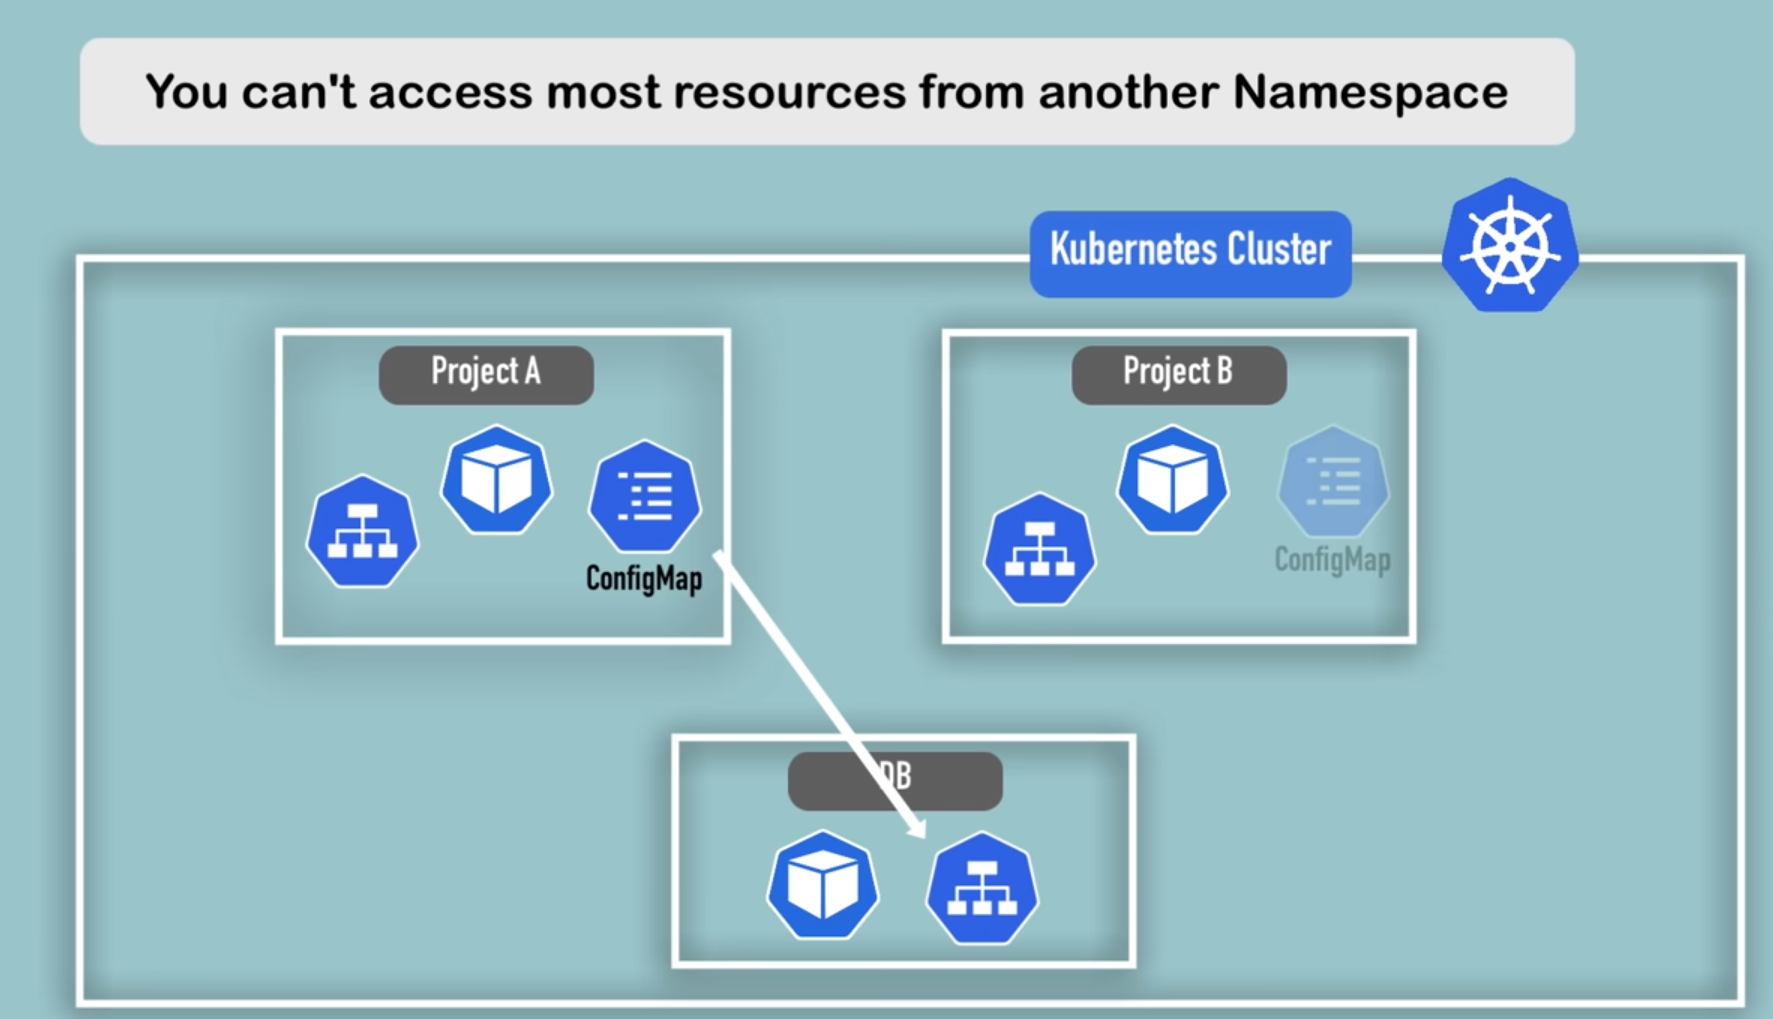 You can't access most resources from another Namespace
Kubernetes Cluster
Project A
ConfigMap
Project B
ConfigMap
DB